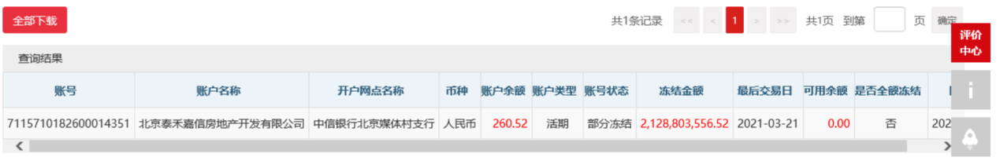 全部下载 共1条记录 << < 1 > >> 共1页 到第 页 确定
评价
中心
查询结果
账号 账户名称 开户网点名称 币种 账户余额 账户类型 账号状态 冻结金额 最后交易日 可用余额 是否全额冻结
7115710182600014351 北京泰禾嘉信房地产开发有限公司 中信银行北京媒体村支行 人民币 260.52 活期 部分冻结 2,128,803,556.52 2021-03-21 0.00 否 202